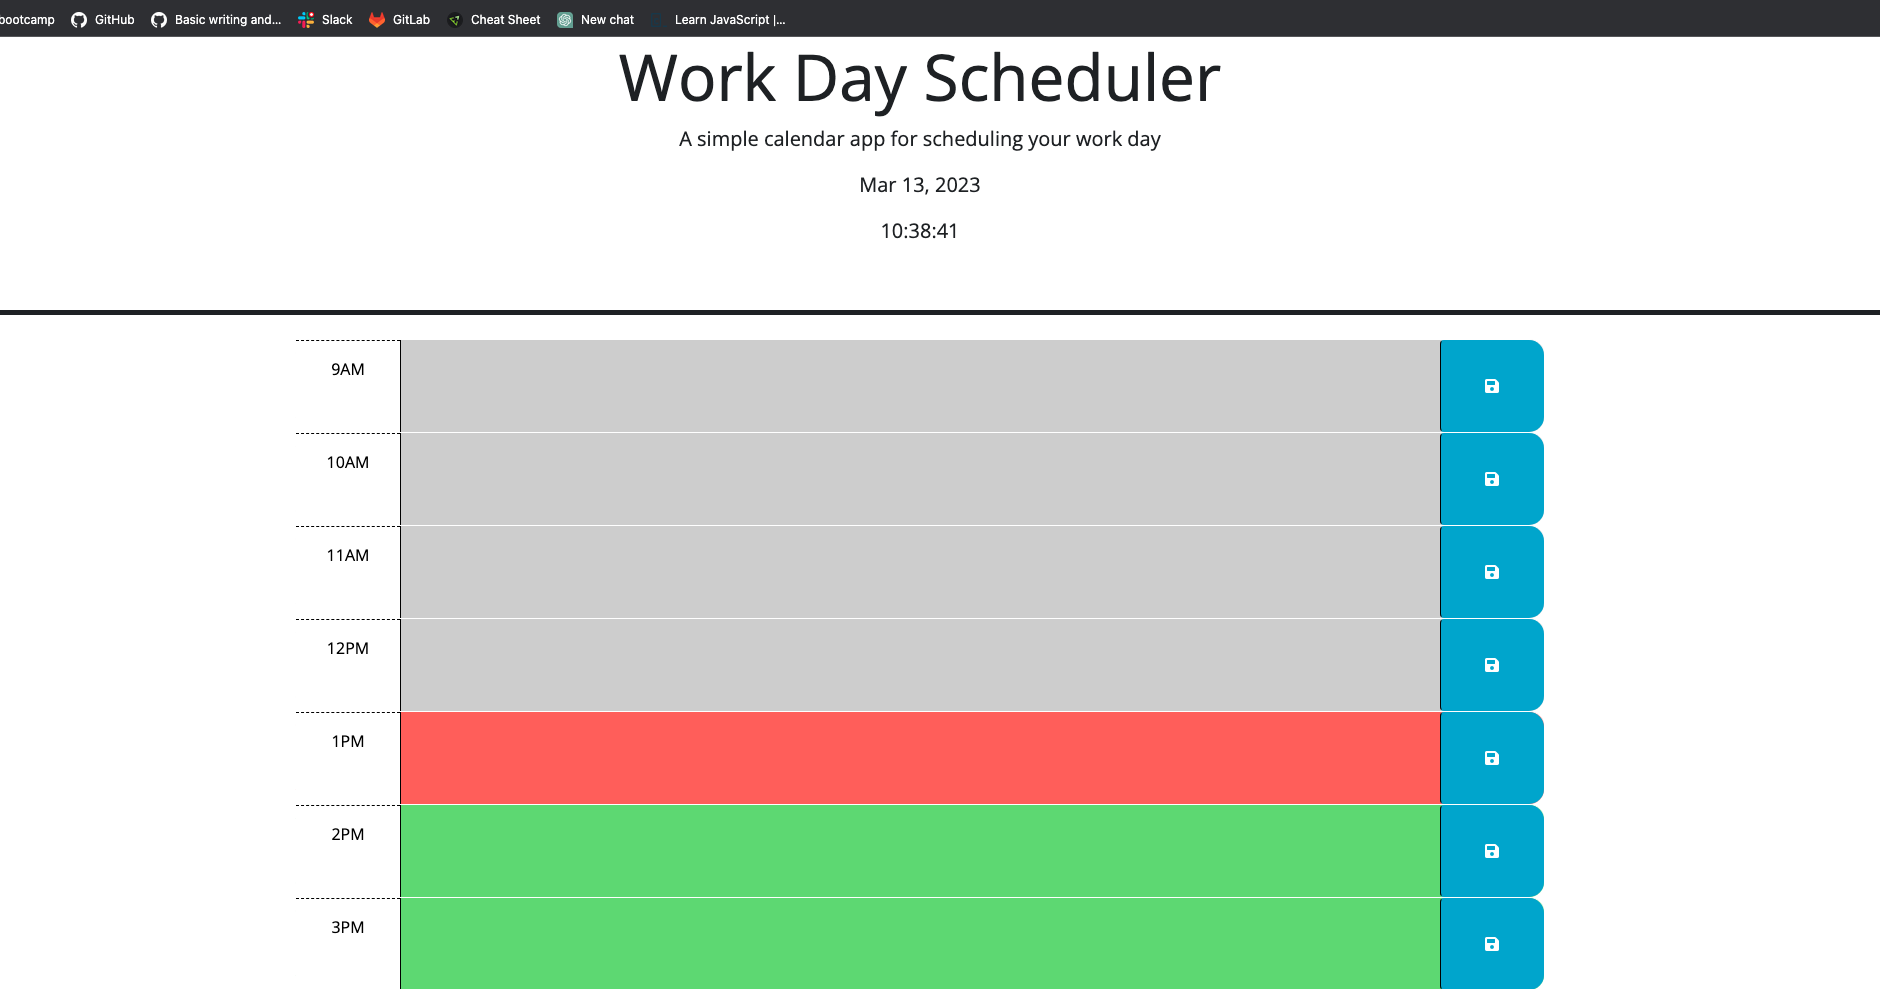 bootcamp GitHub Basic writing and... Slack GitLab Cheat Sheet New chat Learn JavaScript |...
Work Day Scheduler
A simple calendar app for scheduling your work day
Mar 13, 2023
10:38:41
9AM
10AM
11AM
12PM
1PM
2PM
3PM